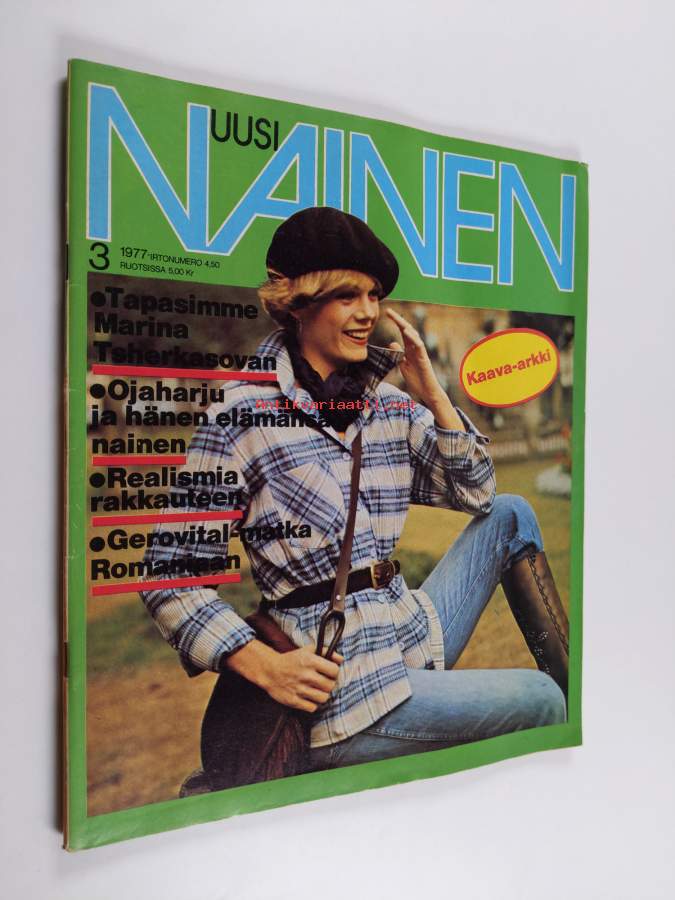 UUSI
NAINEN
3 1977·IRTONUMERO 4,50
RUOTSISSA 5,00 Kr
●Tapasimme
Marina
Tsherkasovan
Kaava-arkki
●Ojaharju
ja hänen elämänsä
nainen
●Realismia
rakkauteen
●Gerovital-matka
Romaniaan
Antikvariaatti.net